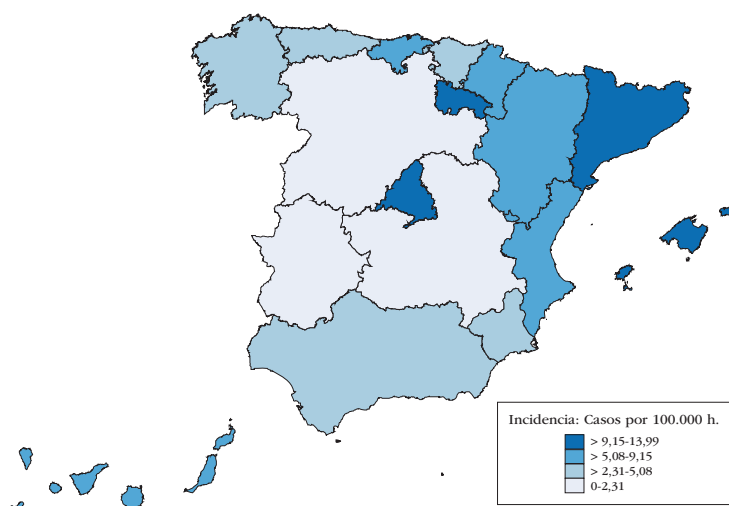 Incidencia: Casos por 100.000 h.
> 9,15-13,99
> 5,08-9,15
> 2,31-5,08
0-2,31